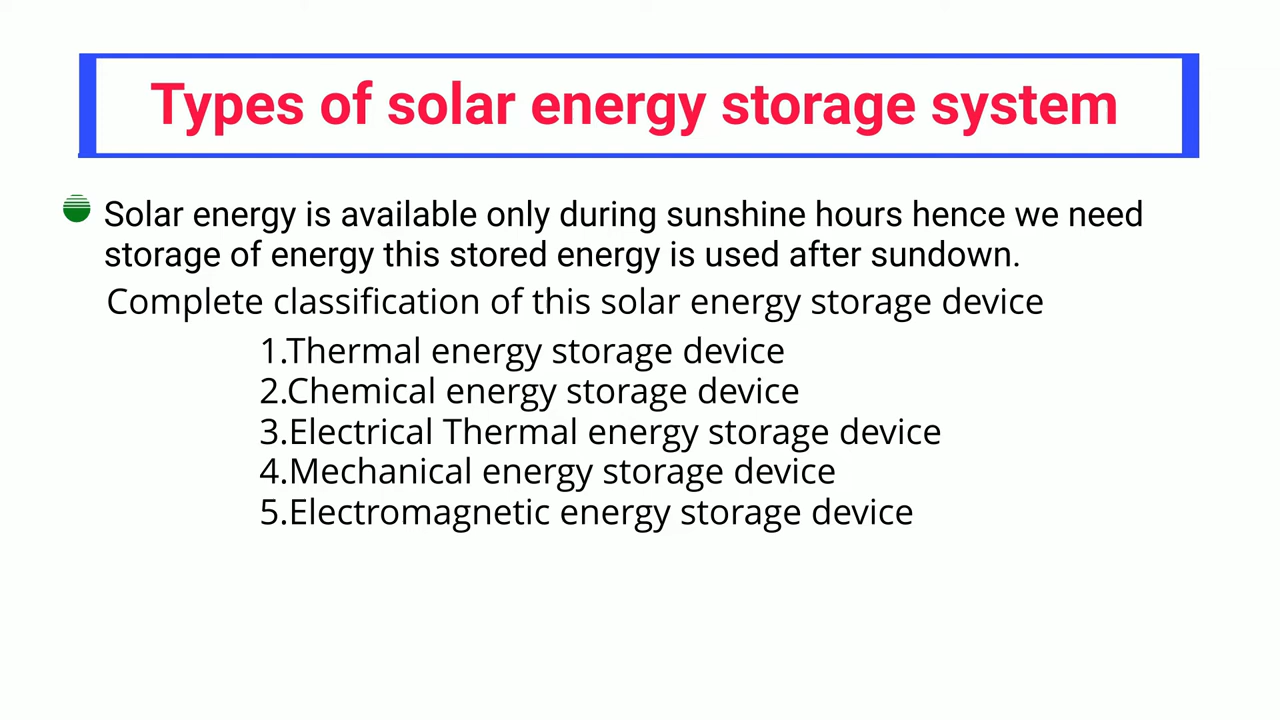 Types of solar energy storage system
Solar energy is available only during sunshine hours hence we need
storage of energy this stored energy is used after sundown.
Complete classification of this solar energy storage device
1.Thermal energy storage device
2.Chemical energy storage device
3.Electrical Thermal energy storage device
4.Mechanical energy storage device
5.Electromagnetic energy storage device